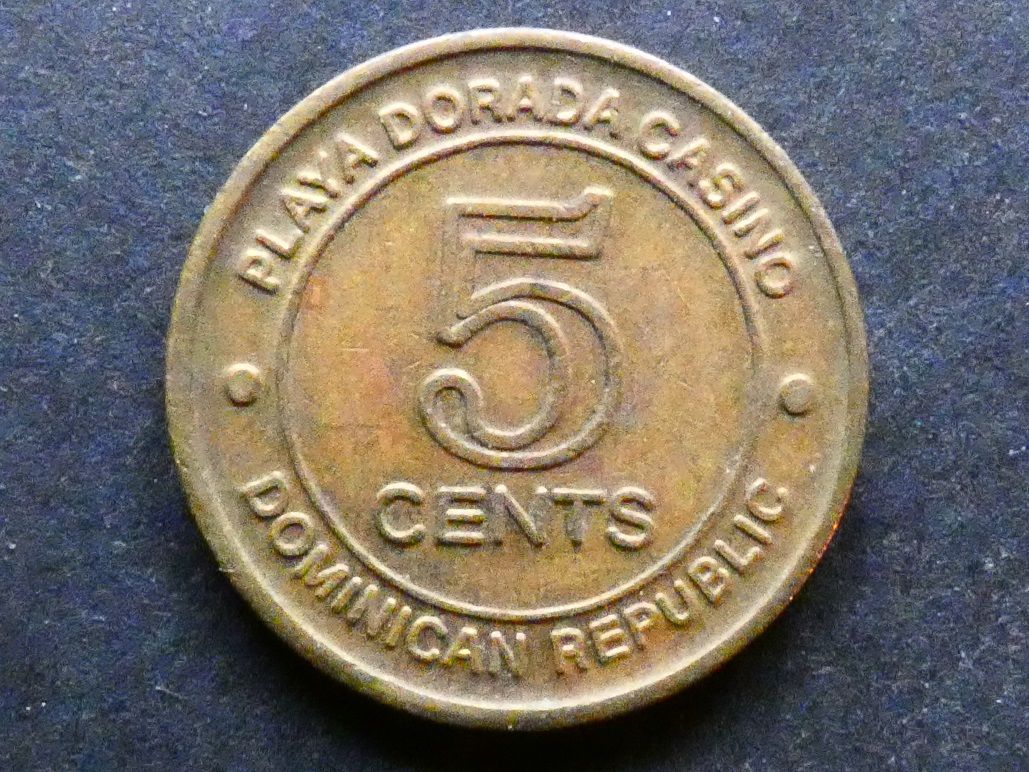 PLAYA DORADA CASINO
5
CENTS
DOMINICAN REPUBLIC